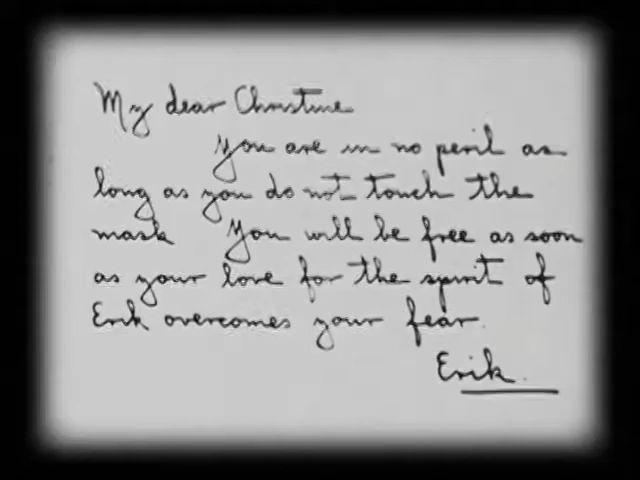 My dear Christine
You are in no peril as
long as you do not touch the
mask You will be free as soon
as your love for the spirit of
Erik overcomes your fear.
Erik.